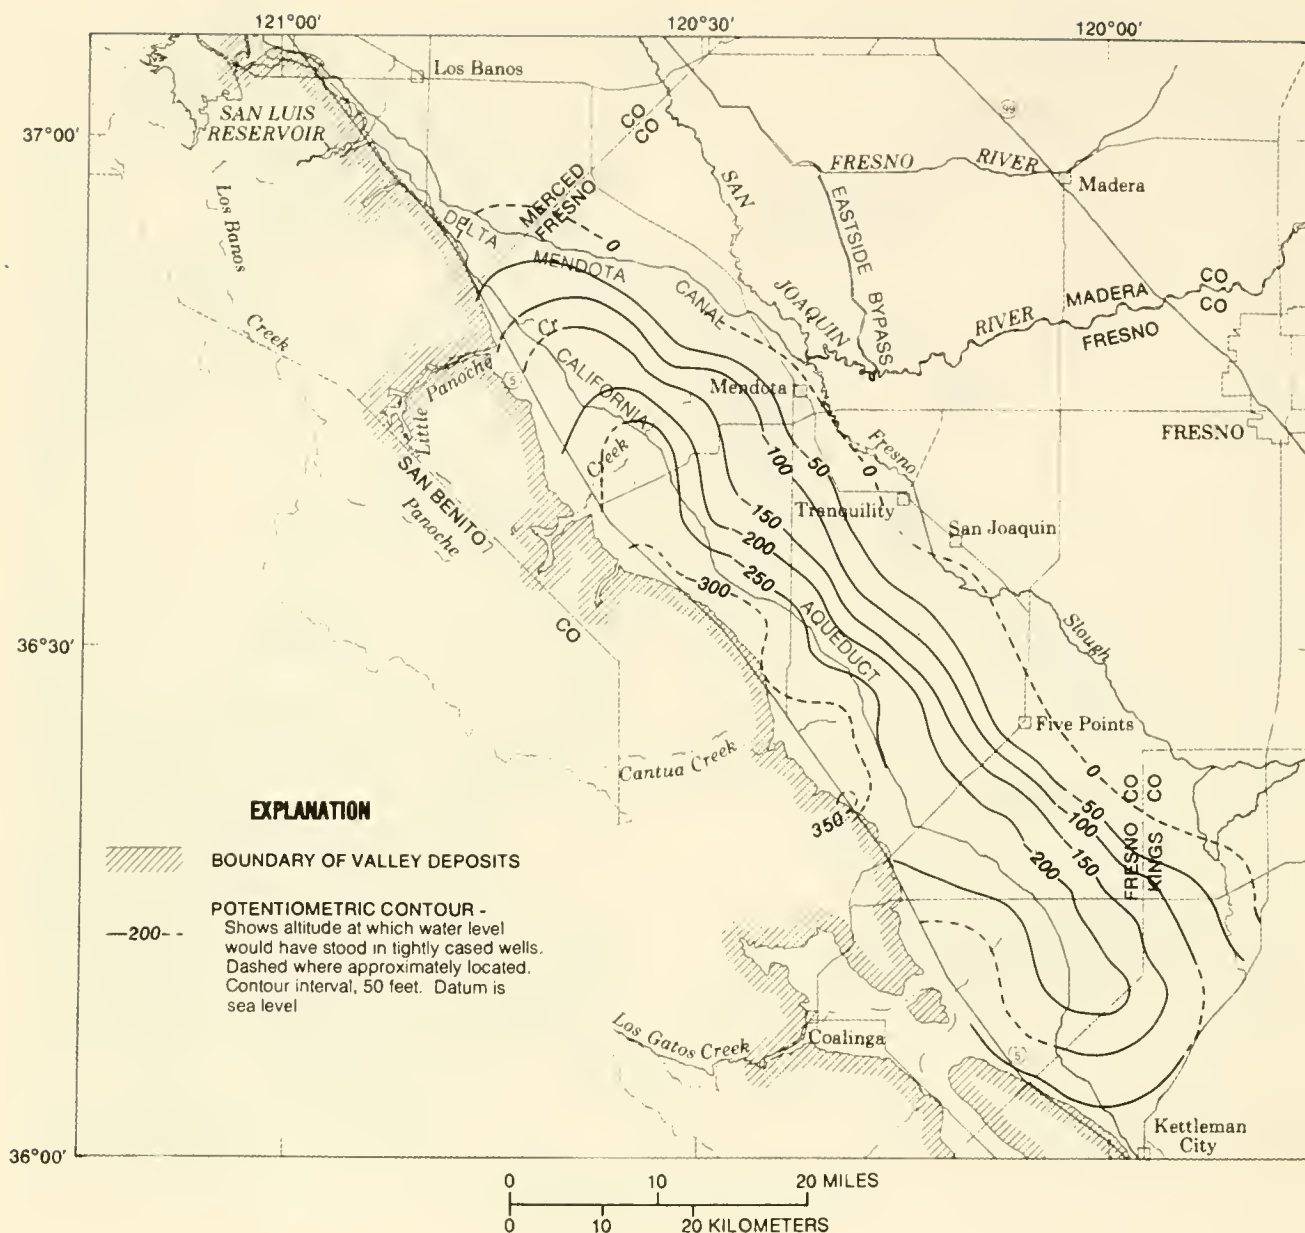 121°00′
120°30′
120°00′
Los Banos
SAN LUIS
RESERVOIR
37°00′
CO
CO
99
FRESNO
RIVER
Madera
SAN
JOAQUIN
RIVER
EASTSIDE
BYPASS
Los Banos
Creek
MERCED
FRESNO
DELTA
MENDOTA
CANAL
0
CO
CO
MADERA
FRESNO
Cr
5
CALIFORNIA
AQUEDUCT
Little Panoche
Mendota
Fresno
Slough
FRESNO
SAN BENITO
CO
Panoche
Creek
50
100
0
150
Tranquility
San Joaquin
200
250
300
36°30′
Five Points
Cantua Creek
0
FRESNO CO
KINGS CO
50
100
150
200
350
EXPLANATION
BOUNDARY OF VALLEY DEPOSITS
—200--
POTENTIOMETRIC CONTOUR -
Shows altitude at which water level
would have stood in tightly cased wells.
Dashed where approximately located.
Contour interval, 50 feet. Datum is
sea level
Los Gatos Creek
Coalinga
5
Kettleman
City
36°00′
0 10 20 MILES
0 10 20 KILOMETERS